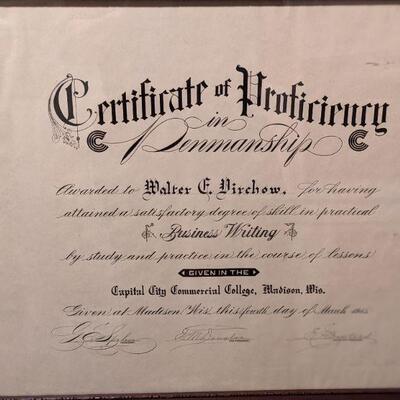 Certificate of Proficiency
in
Penmanship
Awarded to Walter E. Virchow, for having
attained a satisfactory degree of skill in practical
Business Writing
by study and practice in the course of lessons
GIVEN IN THE
Capital City Commercial College, Madison, Wis.
Given at Madison Wis. this fourth day of March